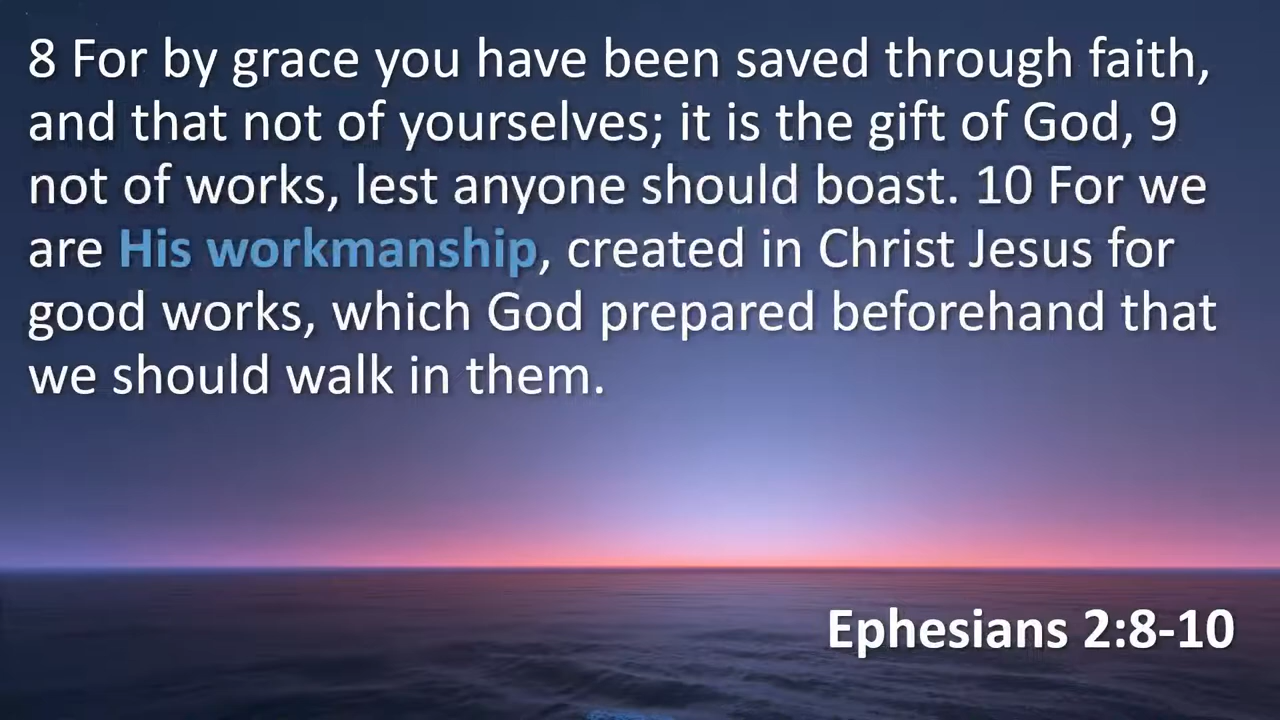 8 For by grace you have been saved through faith,
and that not of yourselves; it is the gift of God, 9
not of works, lest anyone should boast. 10 For we
are His workmanship, created in Christ Jesus for
good works, which God prepared beforehand that
we should walk in them.
Ephesians 2:8-10